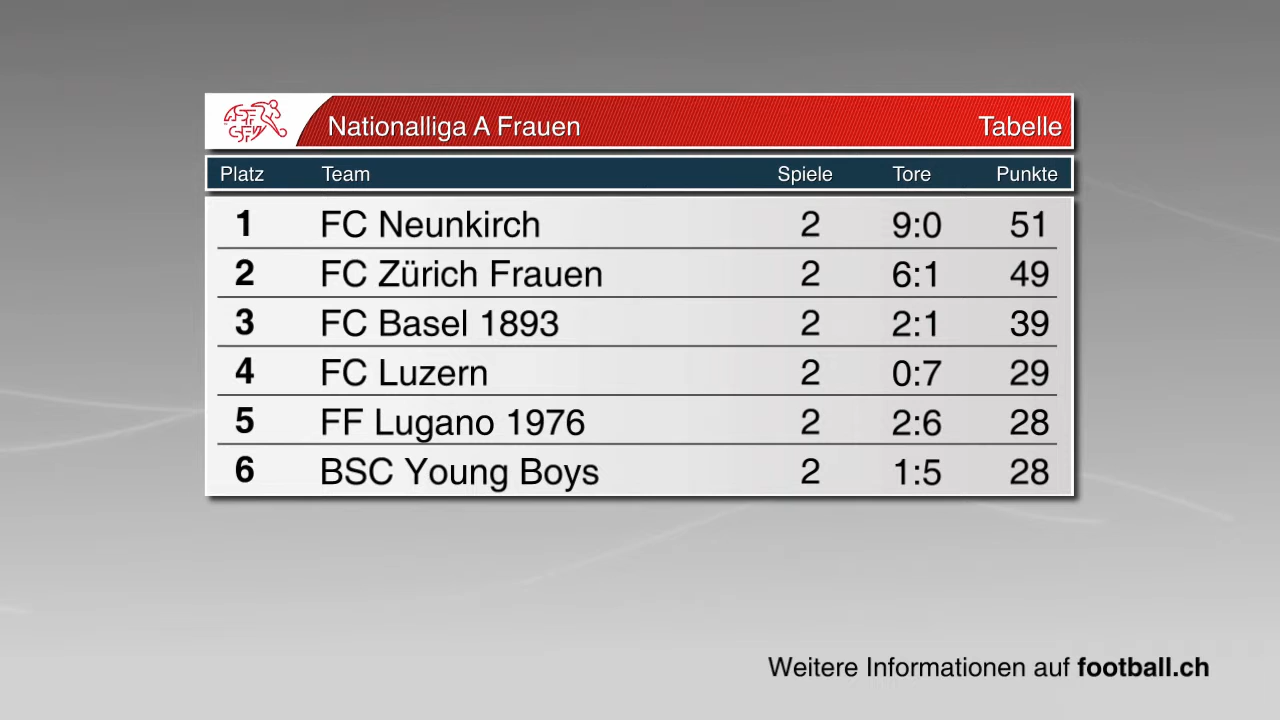 ASF SFV
Nationalliga A Frauen Tabelle
Platz Team Spiele Tore Punkte
1 FC Neunkirch 2 9:0 51
2 FC Zürich Frauen 2 6:1 49
3 FC Basel 1893 2 2:1 39
4 FC Luzern 2 0:7 29
5 FF Lugano 1976 2 2:6 28
6 BSC Young Boys 2 1:5 28
Weitere Informationen auf football.ch